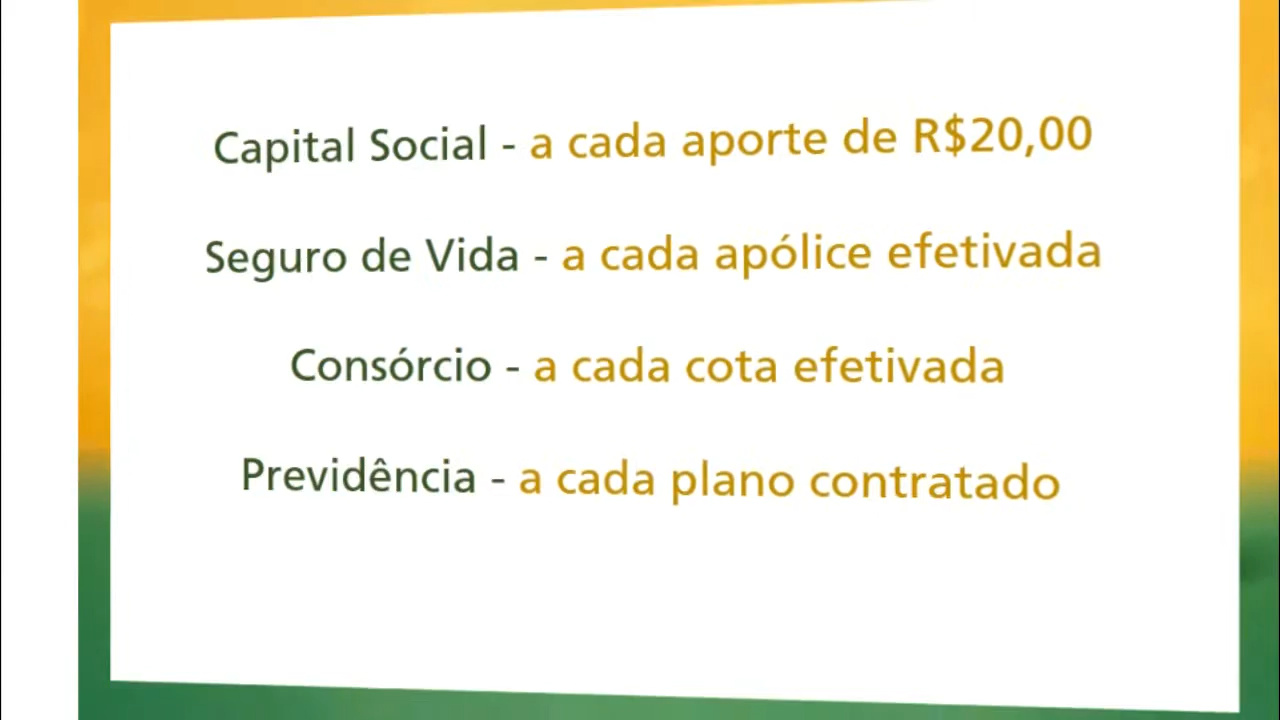 Capital Social - a cada aporte de R$20,00
Seguro de Vida - a cada apólice efetivada
Consórcio - a cada cota efetivada
Previdência - a cada plano contratado